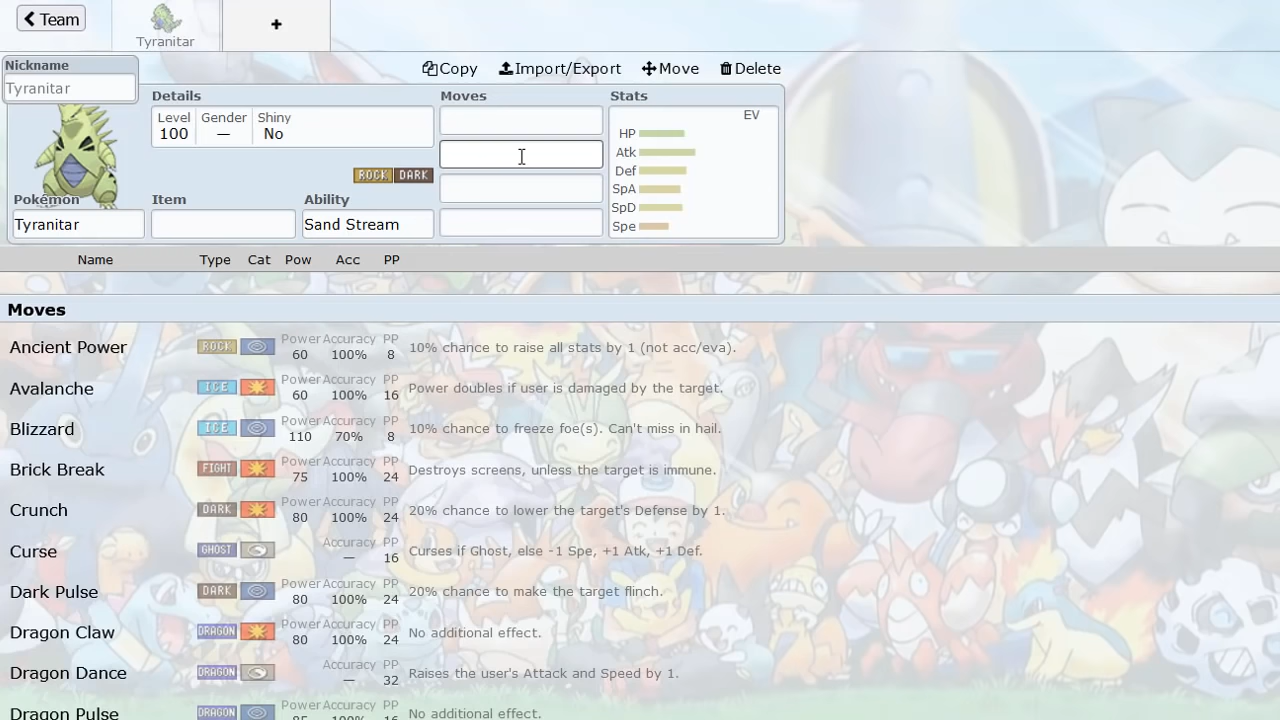 Team
Tyranitar
+
Nickname
Tyranitar
Copy
Import/Export
Move
Delete
Details
Level Gender Shiny
100 — No
ROCK DARK
Pokémon
Tyranitar
Item
Ability
Sand Stream
Moves
Stats
EV
HP
Atk
Def
SpA
SpD
Spe
Name Type Cat Pow Acc PP
Moves
Ancient Power ROCK Power 60 Accuracy 100% PP 8 10% chance to raise all stats by 1 (not acc/eva).
Avalanche ICE Power 60 Accuracy 100% PP 16 Power doubles if user is damaged by the target.
Blizzard ICE Power 110 Accuracy 70% PP 8 10% chance to freeze foe(s). Can't miss in hail.
Brick Break FIGHT Power 75 Accuracy 100% PP 24 Destroys screens, unless the target is immune.
Crunch DARK Power 80 Accuracy 100% PP 24 20% chance to lower the target's Defense by 1.
Curse GHOST Accuracy — PP 16 Curses if Ghost, else -1 Spe, +1 Atk, +1 Def.
Dark Pulse DARK Power 80 Accuracy 100% PP 24 20% chance to make the target flinch.
Dragon Claw DRAGON Power 80 Accuracy 100% PP 24 No additional effect.
Dragon Dance DRAGON Accuracy — PP 32 Raises the user's Attack and Speed by 1.
Dragon Pulse DRAGON Power 85 Accuracy 100% PP 16 No additional effect.